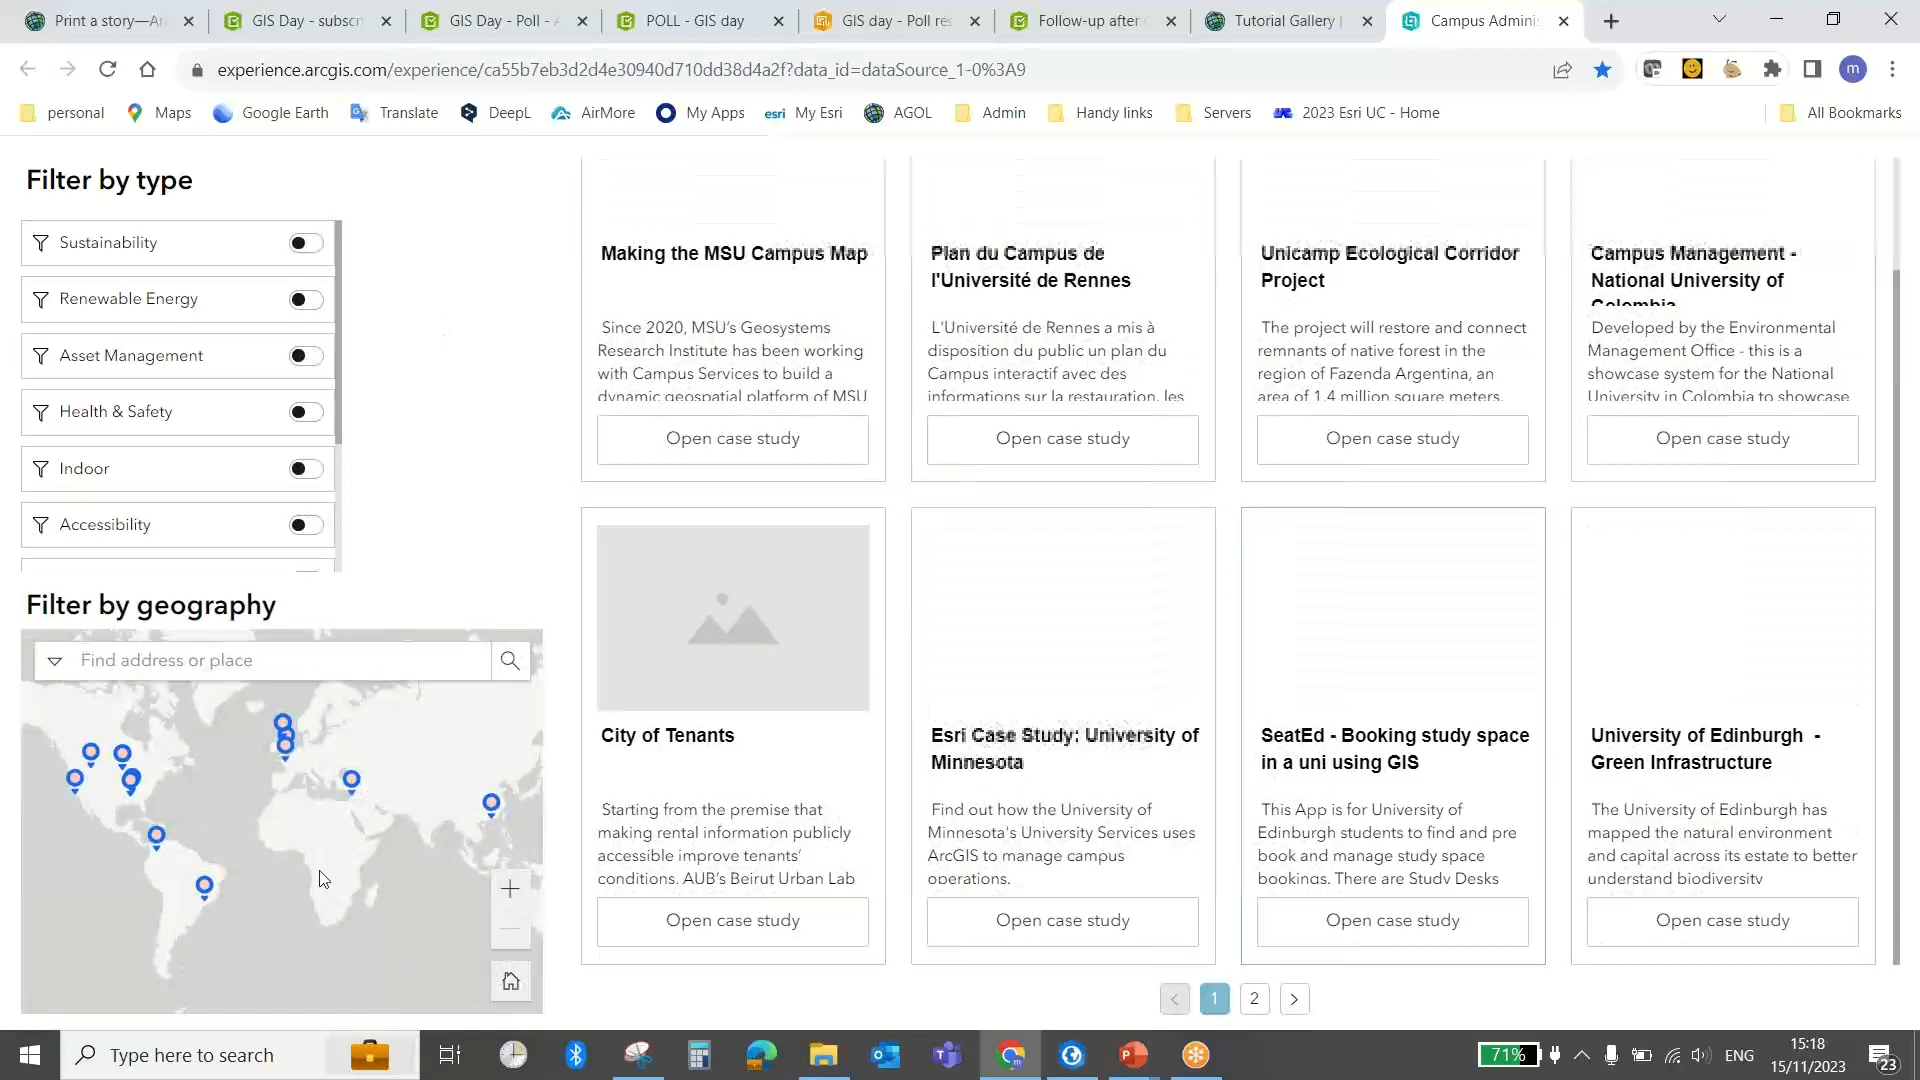 Print a story—Ar
GIS Day - subscr
GIS Day - Poll - A
POLL - GIS day
GIS day - Poll res
Follow-up after
Tutorial Gallery |
Campus Adminis
experience.arcgis.com/experience/ca55b7eb3d2d4e30940d710dd38d4a2f?data_id=dataSource_1-0%3A9
m
personal
Maps
Google Earth
Translate
DeepL
AirMore
My Apps
esri My Esri
AGOL
Admin
Handy links
Servers
2023 Esri UC - Home
All Bookmarks
Filter by type
Sustainability
Renewable Energy
Asset Management
Health & Safety
Indoor
Accessibility
Filter by geography
Find address or place
Making the MSU Campus Map
Since 2020, MSU's Geosystems
Research Institute has been working
with Campus Services to build a
dynamic geospatial platform of MSU
Open case study
Plan du Campus de
l'Université de Rennes
L'Université de Rennes a mis à
disposition du public un plan du
Campus interactif avec des
informations sur la restauration, les
Open case study
Unicamp Ecological Corridor
Project
The project will restore and connect
remnants of native forest in the
region of Fazenda Argentina, an
area of 1.4 million square meters.
Open case study
Campus Management -
National University of
Colombia
Developed by the Environmental
Management Office - this is a
showcase system for the National
University in Colombia to showcase
Open case study
City of Tenants
Starting from the premise that
making rental information publicly
accessible improve tenants'
conditions, AUB's Beirut Urban Lab
Open case study
Esri Case Study: University of
Minnesota
Find out how the University of
Minnesota's University Services uses
ArcGIS to manage campus
operations.
Open case study
SeatEd - Booking study space
in a uni using GIS
This App is for University of
Edinburgh students to find and pre
book and manage study space
bookings. There are Study Desks
Open case study
University of Edinburgh -
Green Infrastructure
The University of Edinburgh has
mapped the natural environment
and capital across its estate to better
understand biodiversity
Open case study
< 1 2 >
Type here to search
71%
ENG
15:18
15/11/2023
23